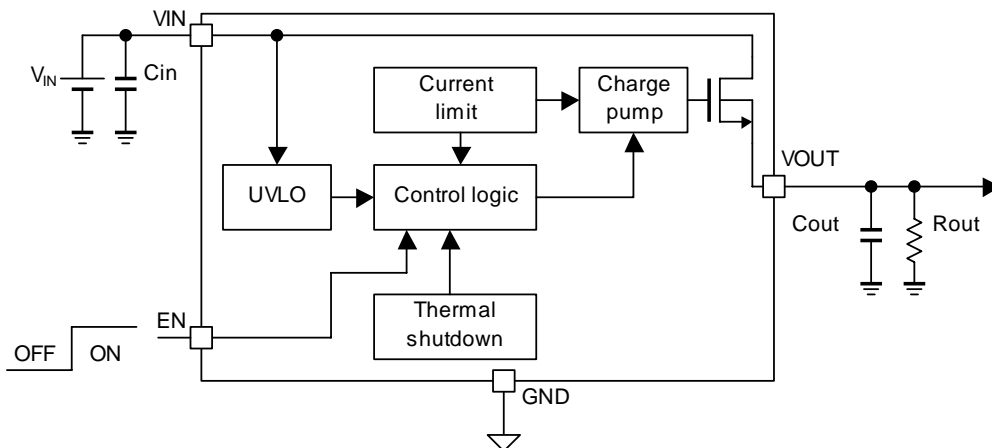 VIN
VIN
Cin
Current
limit
Charge
pump
VOUT
UVLO
Control logic
Cout
Rout
EN
Thermal
shutdown
OFF
ON
GND